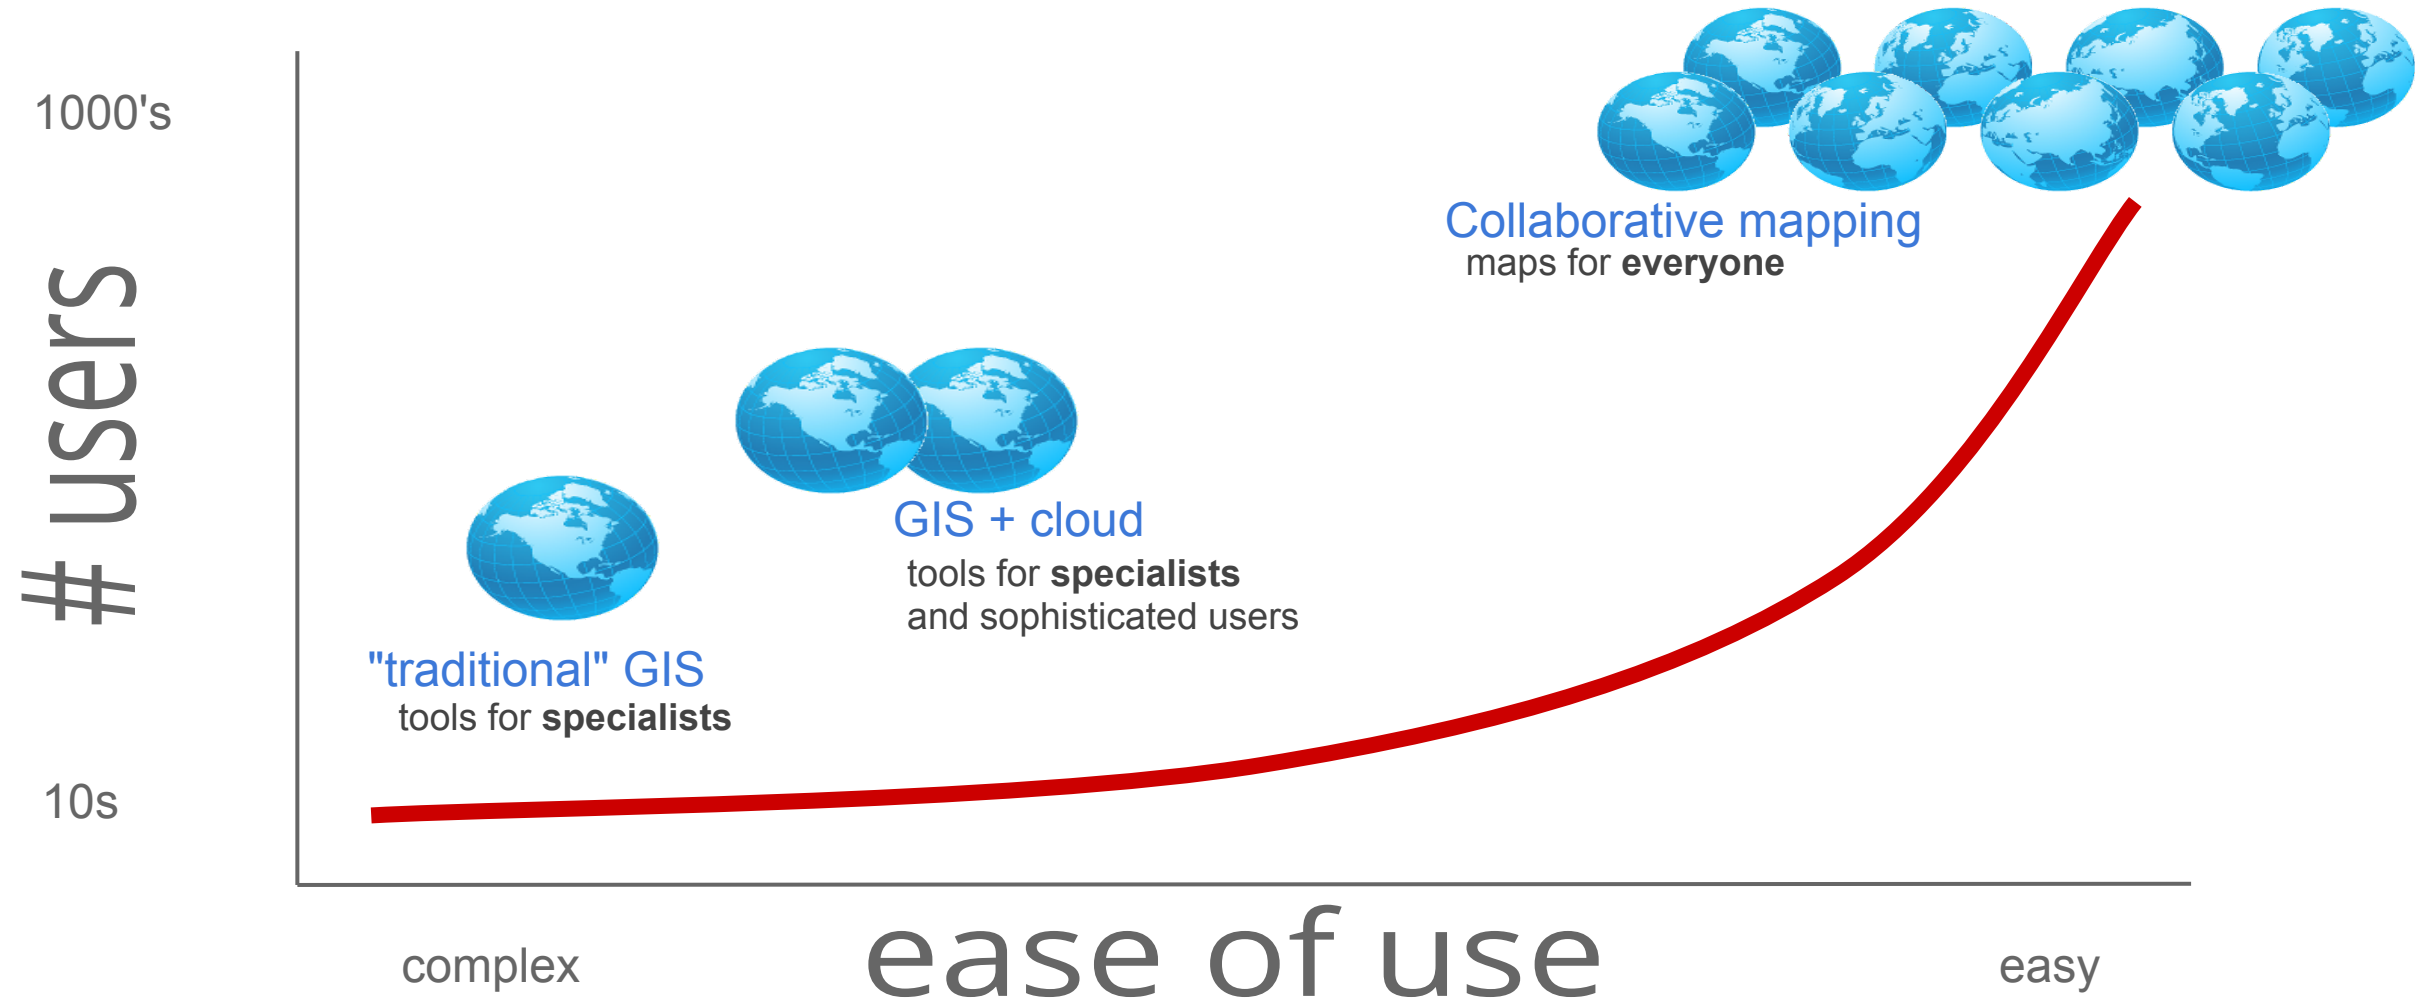 1000's
# users
10s
Collaborative mapping
maps for everyone
GIS + cloud
tools for specialists
and sophisticated users
"traditional" GIS
tools for specialists
complex
ease of use
easy